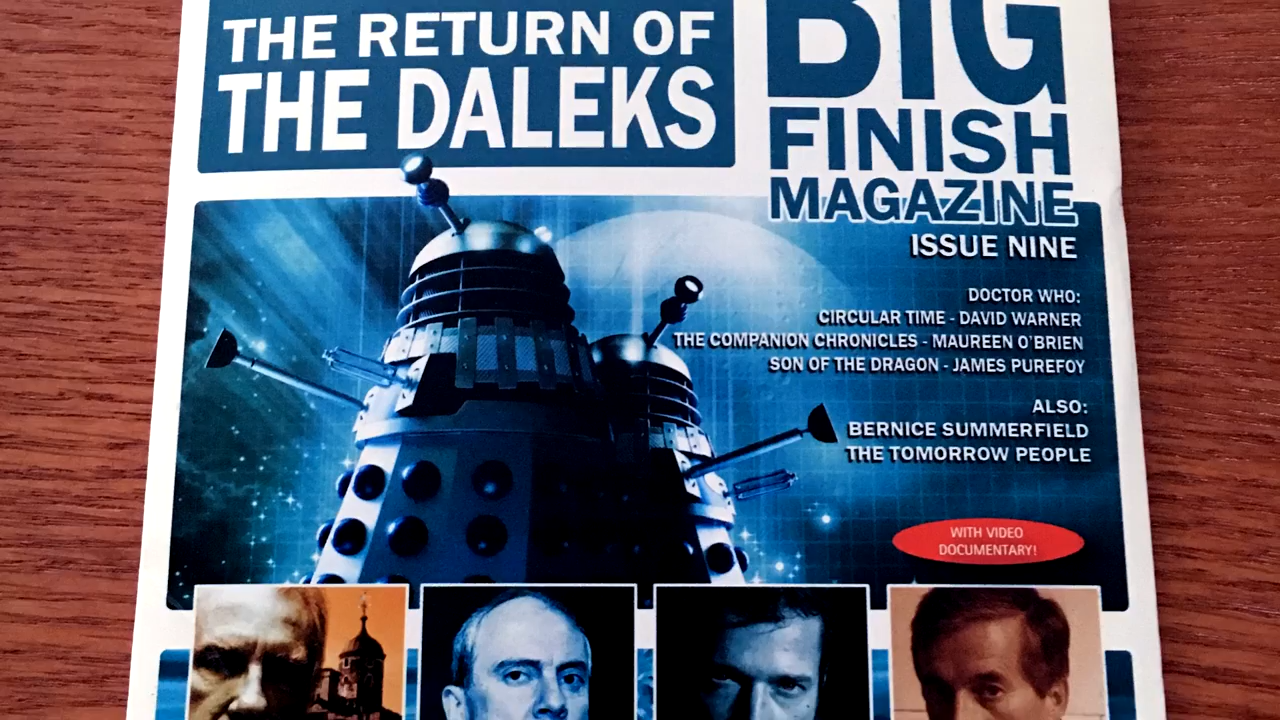 THE RETURN OF
THE DALEKS
BIG
FINISH
MAGAZINE
ISSUE NINE
DOCTOR WHO:
CIRCULAR TIME - DAVID WARNER
THE COMPANION CHRONICLES - MAUREEN O'BRIEN
SON OF THE DRAGON - JAMES PUREFOY
ALSO:
BERNICE SUMMERFIELD
THE TOMORROW PEOPLE
WITH VIDEO
DOCUMENTARY!